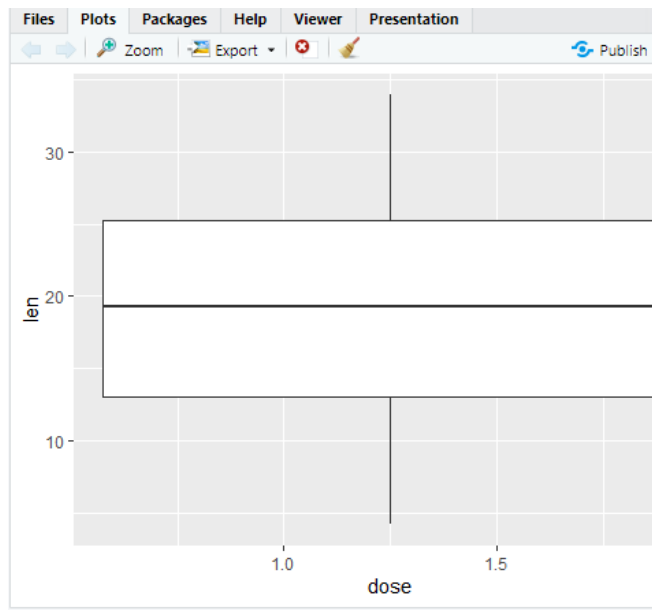 Files Plots Packages Help Viewer Presentation
Zoom Export Publish
30
20
10
len
1.0 1.5
dose